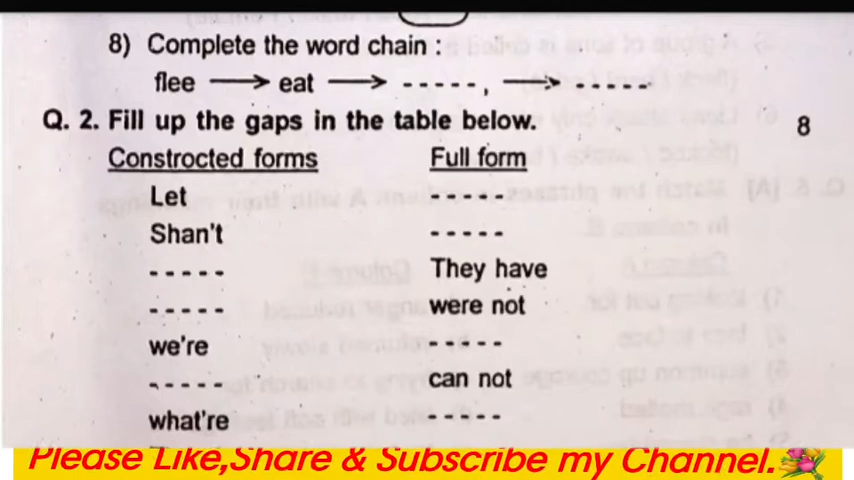 8) Complete the word chain :
flee ⟶ eat ⟶ - - - - - , ⟶ - - - - -
Q. 2. Fill up the gaps in the table below. 8
Constrocted forms Full form
Let - - - - -
Shan't - - - - -
- - - - - They have
- - - - - were not
we're - - - - -
- - - - - can not
what're - - - - -
Please Like,Share & Subscribe my Channel.💐